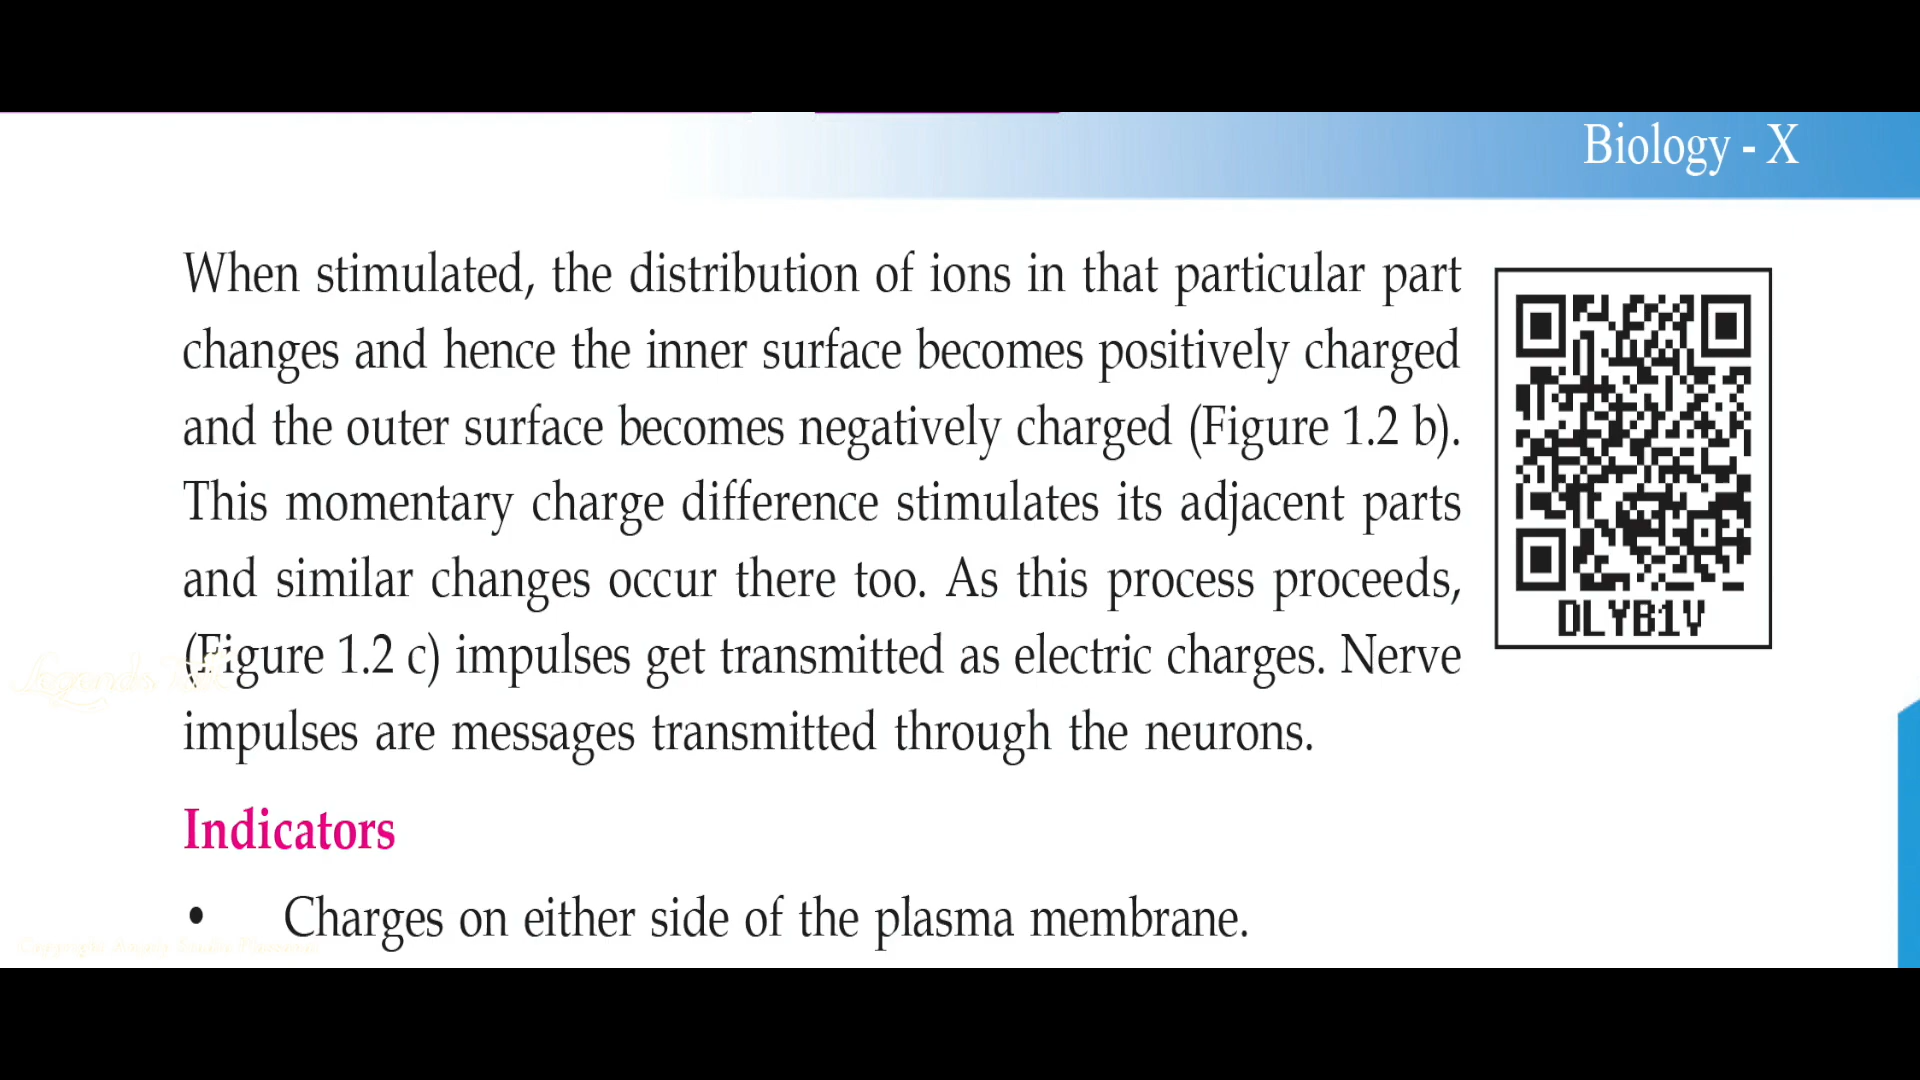 Biology - X
When stimulated, the distribution of ions in that particular part
changes and hence the inner surface becomes positively charged
and the outer surface becomes negatively charged (Figure 1.2 b).
This momentary charge difference stimulates its adjacent parts
and similar changes occur there too. As this process proceeds,
(Figure 1.2 c) impulses get transmitted as electric charges. Nerve
impulses are messages transmitted through the neurons.
DLYB1V
Indicators
• Charges on either side of the plasma membrane.
Legends
Copyright